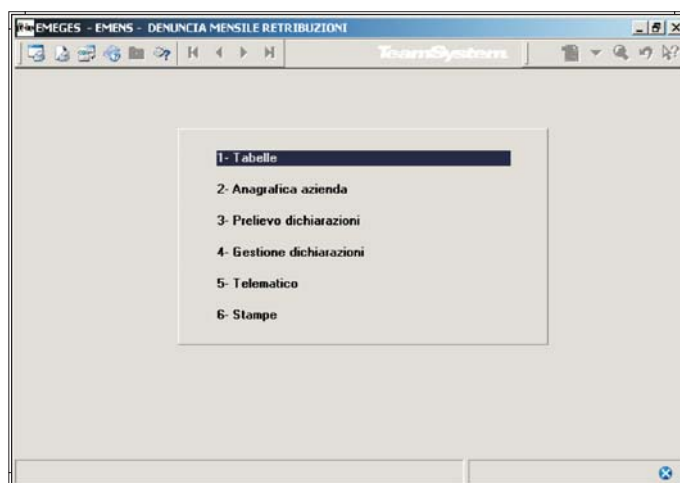 EMEGES - EMENS - DENUNCIA MENSILE RETRIBUZIONI
TeamSystem
1- Tabelle
2- Anagrafica azienda
3- Prelievo dichiarazioni
4- Gestione dichiarazioni
5- Telematico
6- Stampe